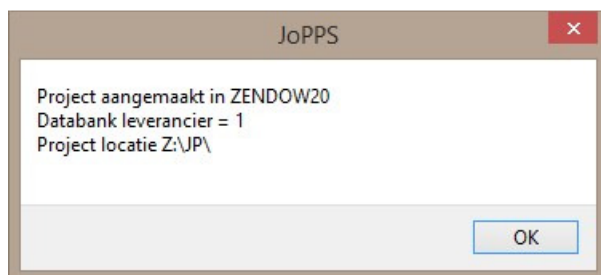 JoPPS
Project aangemaakt in ZENDOW20
Databank leverancier = 1
Project locatie Z:\JP\
OK